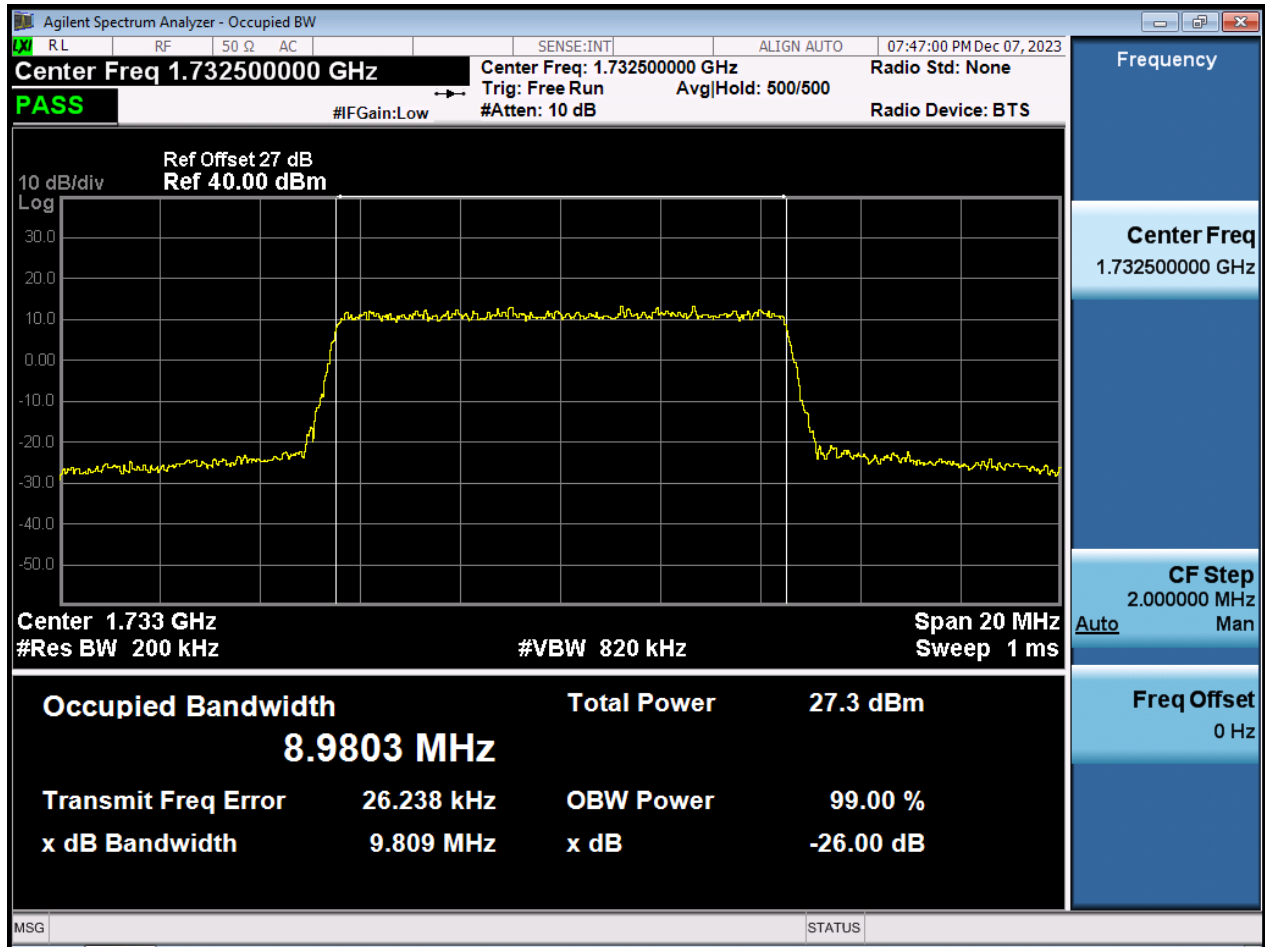 Agilent Spectrum Analyzer - Occupied BW
LXI RL RF 50 Ω AC SENSE:INT ALIGN AUTO 07:47:00 PM Dec 07, 2023
Center Freq 1.732500000 GHz
Center Freq: 1.732500000 GHz
Radio Std: None
Trig: Free Run Avg|Hold: 500/500
PASS
#IFGain:Low
#Atten: 10 dB
Radio Device: BTS
Ref Offset 27 dB
10 dB/div Ref 40.00 dBm
Log
30.0
20.0
10.0
0.00
-10.0
-20.0
-30.0
-40.0
-50.0
Center 1.733 GHz Span 20 MHz
#Res BW 200 kHz #VBW 820 kHz Sweep 1 ms
Occupied Bandwidth Total Power 27.3 dBm
8.9803 MHz
Transmit Freq Error 26.238 kHz OBW Power 99.00 %
x dB Bandwidth 9.809 MHz x dB -26.00 dB
MSG STATUS
Frequency
Center Freq
1.732500000 GHz
CF Step
2.000000 MHz
Auto Man
Freq Offset
0 Hz